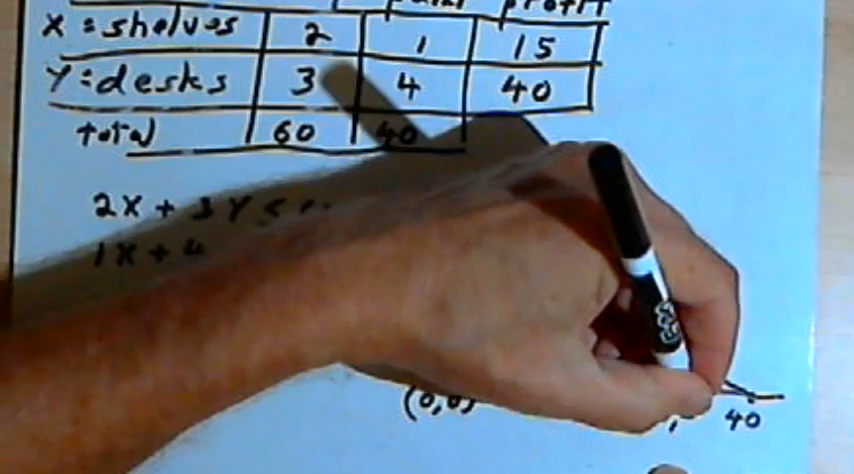 profit
x = shelves 2 1 15
y = desks 3 4 40
total 60 40
2x + 3y ≤
1x + 4
(0,0)
40